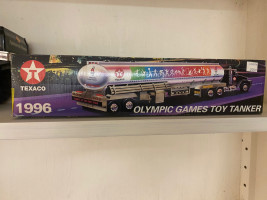 TEXACO
1996
OLYMPIC GAMES TOY TANKER